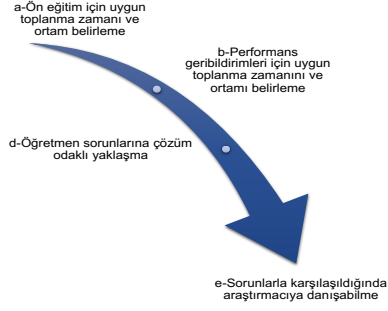 a-Ön eğitim için uygun
toplanma zamanı ve
ortam belirleme
b-Performans
geribildirimleri için uygun
toplanma zamanını ve
ortamı belirleme
d-Öğretmen sorunlarına çözüm
odaklı yaklaşma
e-Sorunlarla karşılaşıldığında
araştırmacıya danışabilme